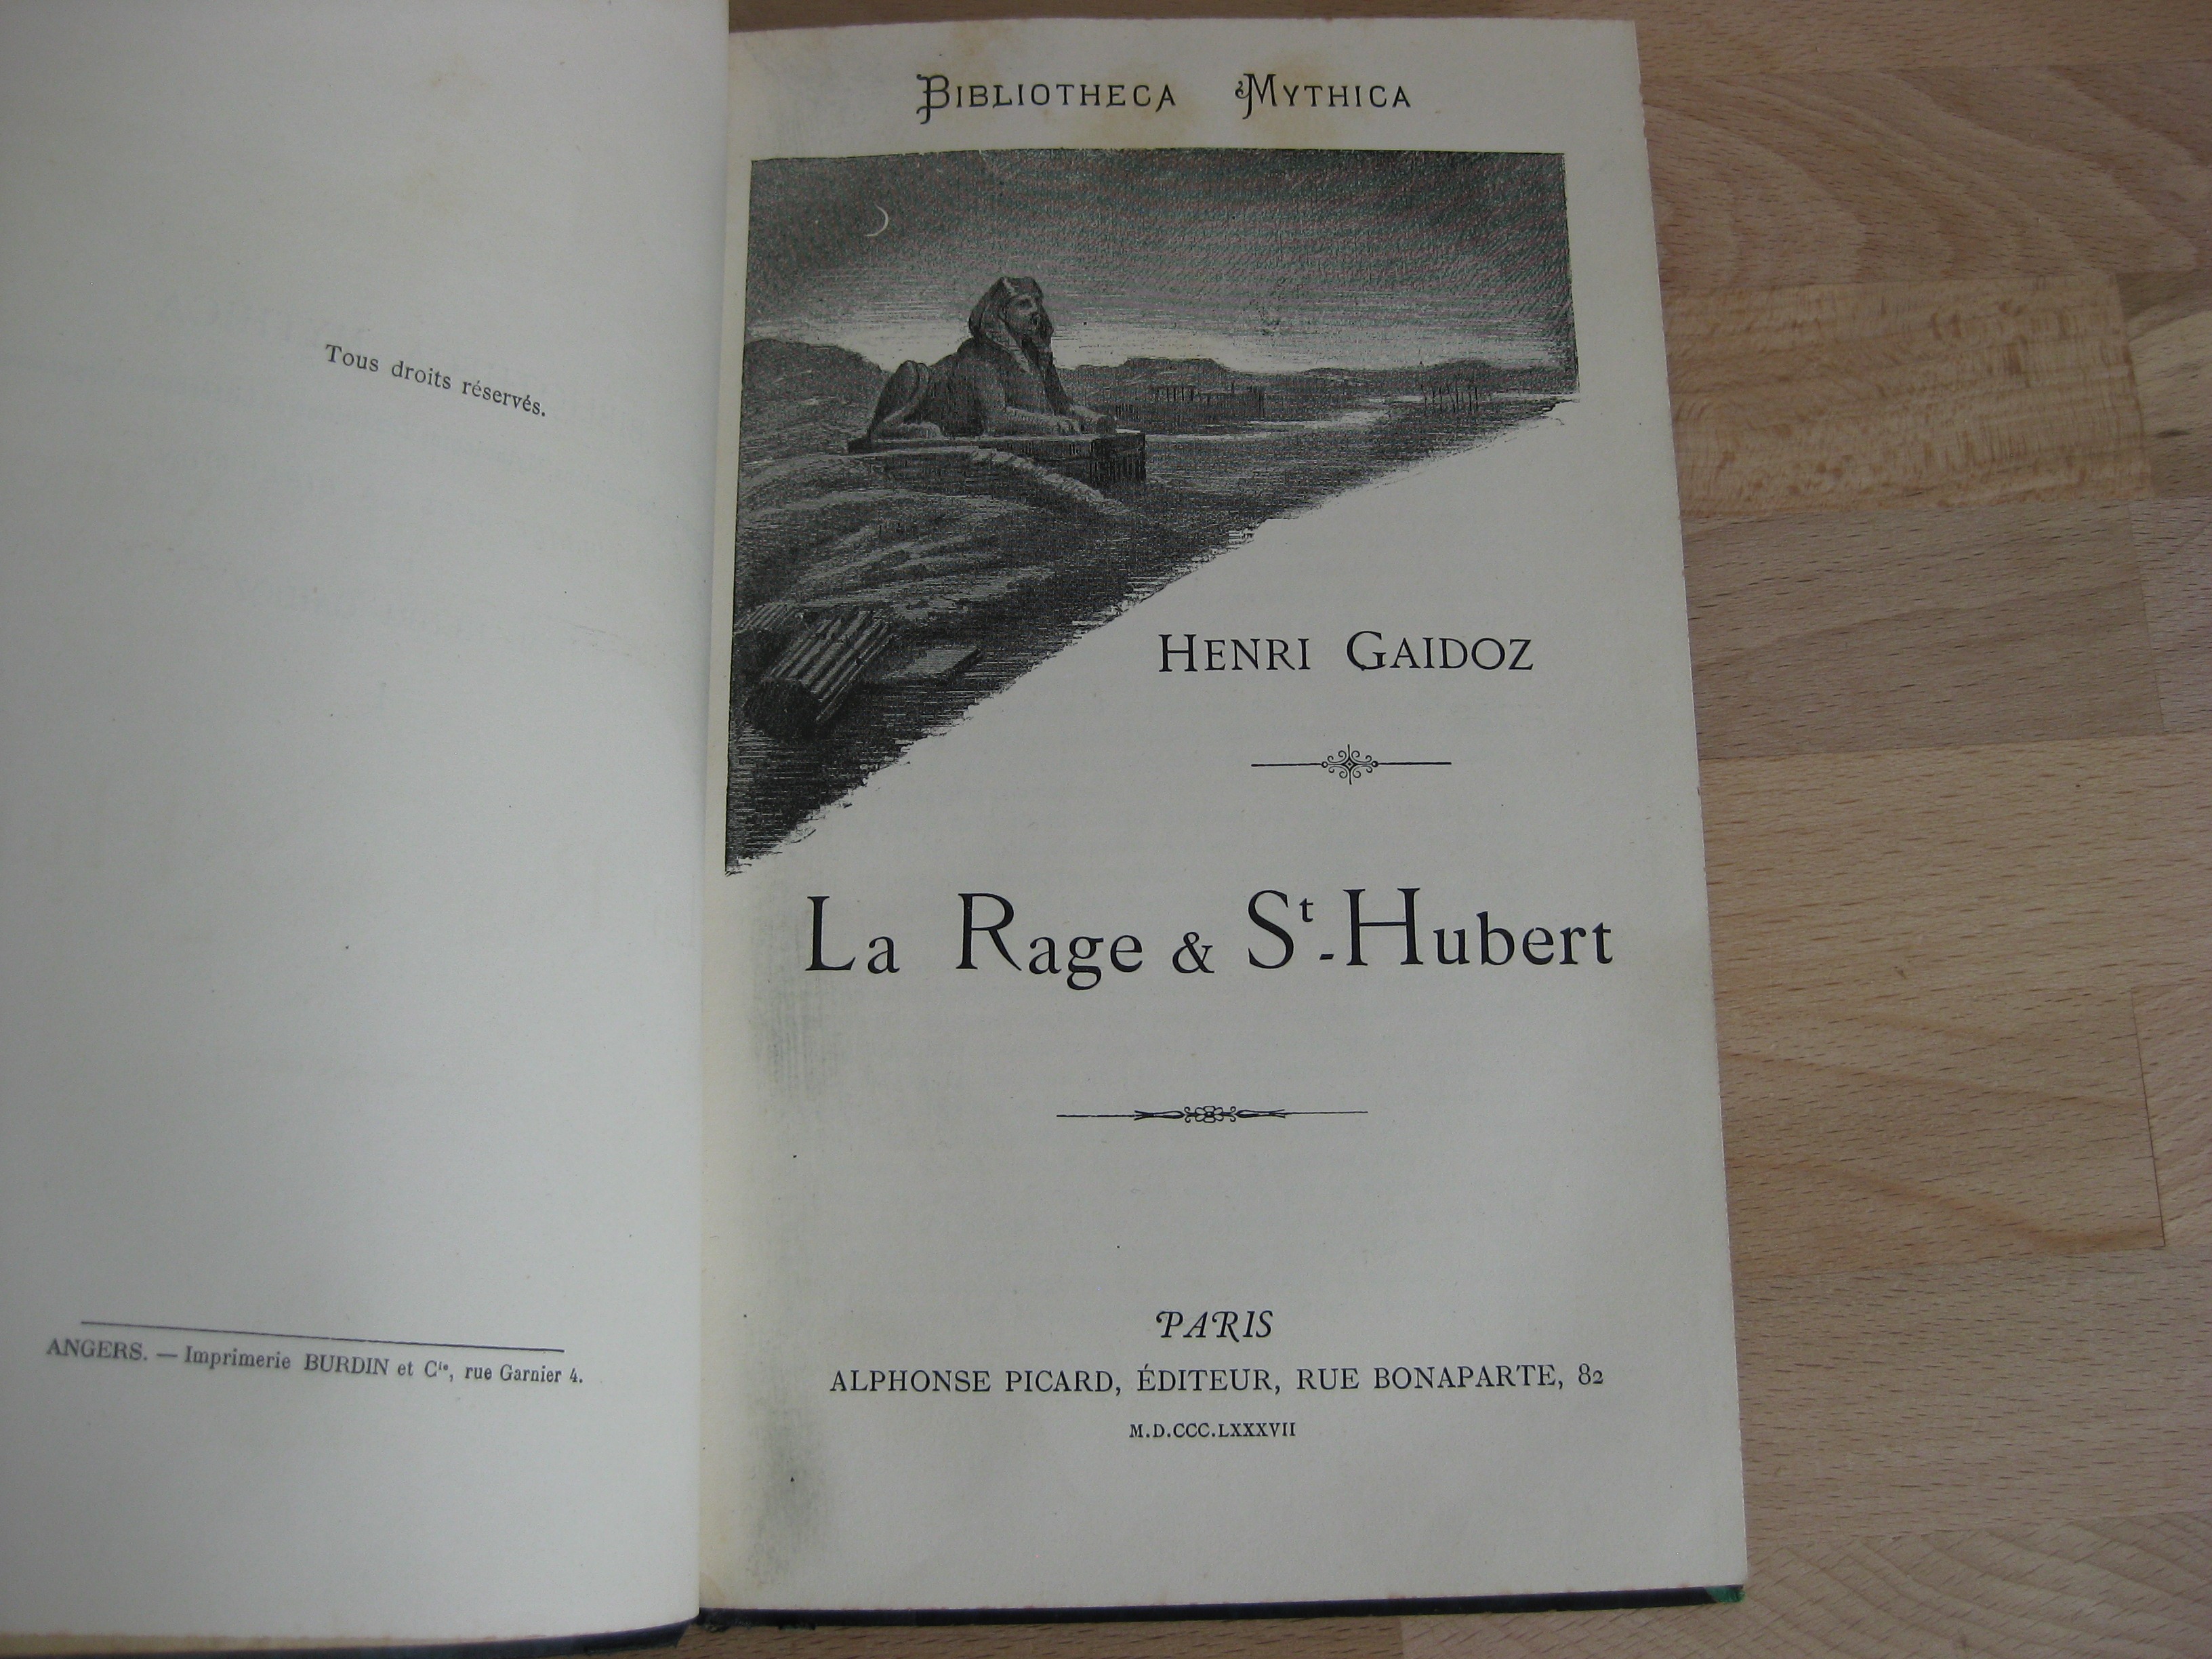 Tous droits réservés.
ANGERS. — Imprimerie BURDIN et Cie, rue Garnier 4.
BIBLIOTHECA MYTHICA
HENRI GAIDOZ
La Rage & St-Hubert
PARIS
ALPHONSE PICARD, ÉDITEUR, RUE BONAPARTE, 82
M.D.CCC.LXXXVII